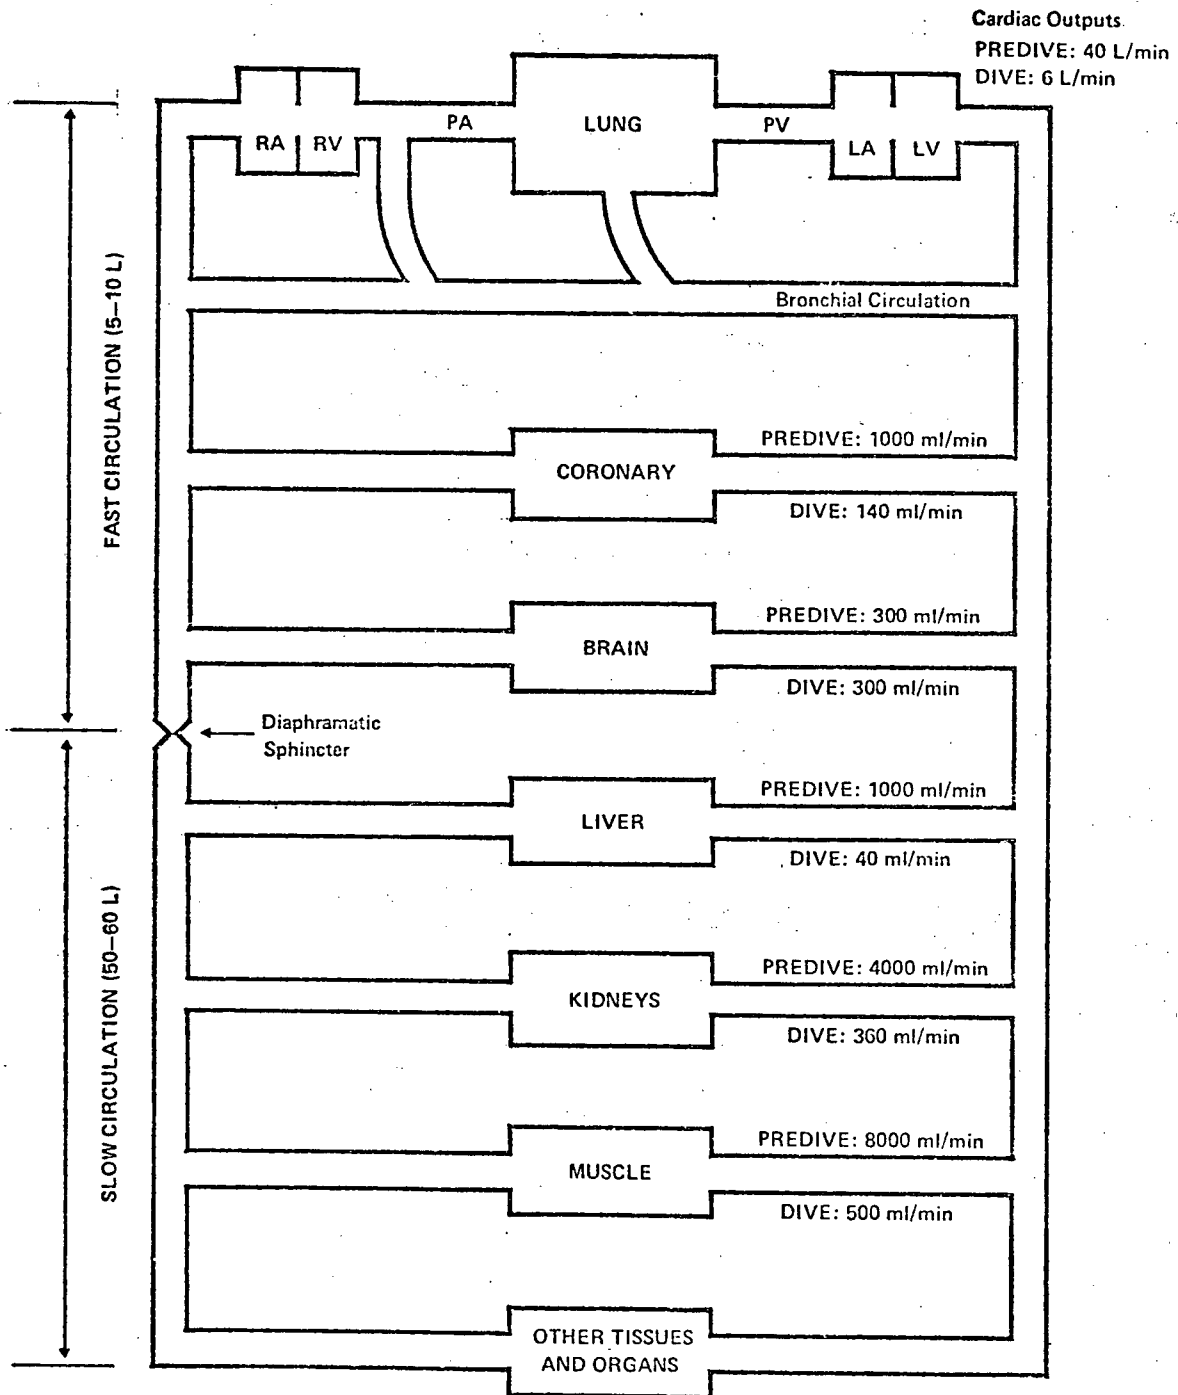 Cardiac Outputs
PREDIVE: 40 L/min
DIVE: 6 L/min
PA
LUNG
PV
RA
RV
LA
LV
Bronchial Circulation
FAST CIRCULATION (5–10 L)
PREDIVE: 1000 ml/min
CORONARY
DIVE: 140 ml/min
PREDIVE: 300 ml/min
BRAIN
DIVE: 300 ml/min
Diaphramatic
Sphincter
PREDIVE: 1000 ml/min
LIVER
DIVE: 40 ml/min
SLOW CIRCULATION (50–60 L)
PREDIVE: 4000 ml/min
KIDNEYS
DIVE: 360 ml/min
PREDIVE: 8000 ml/min
MUSCLE
DIVE: 500 ml/min
OTHER TISSUES
AND ORGANS